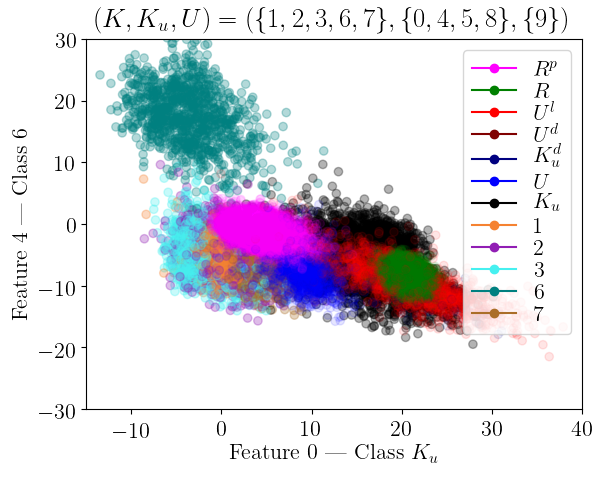 (K, K_u, U) = ({1, 2, 3, 6, 7}, {0, 4, 5, 8}, {9})
30
20
10
0
−10
−20
−30
Feature 4 — Class 6
−10 0 10 20 30 40
Feature 0 — Class K_u
R^p
R
U^l
U^d
K_u^d
U
K_u
1
2
3
6
7